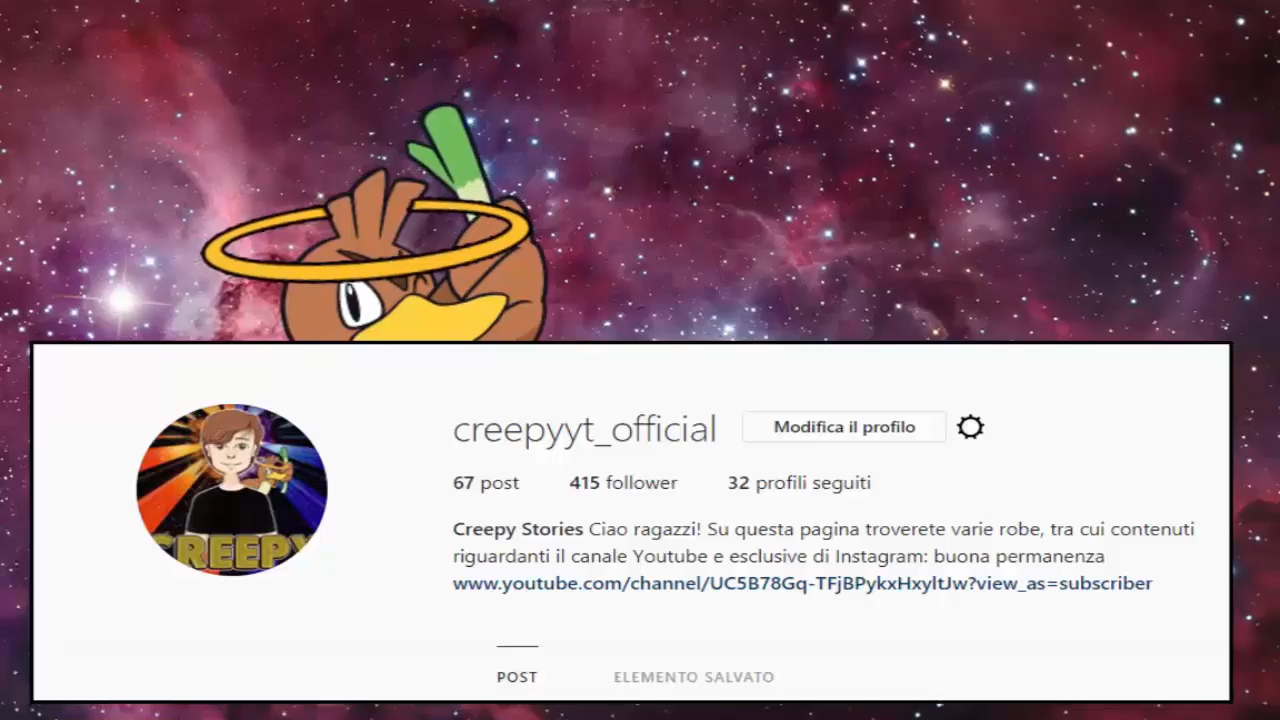 creepyyt_official Modifica il profilo
67 post 415 follower 32 profili seguiti
Creepy Stories Ciao ragazzi! Su questa pagina troverete varie robe, tra cui contenuti
riguardanti il canale Youtube e esclusive di Instagram: buona permanenza
www.youtube.com/channel/UC5B78Gq-TFjBPykxHxyltJw?view_as=subscriber
CREEPY
POST ELEMENTO SALVATO